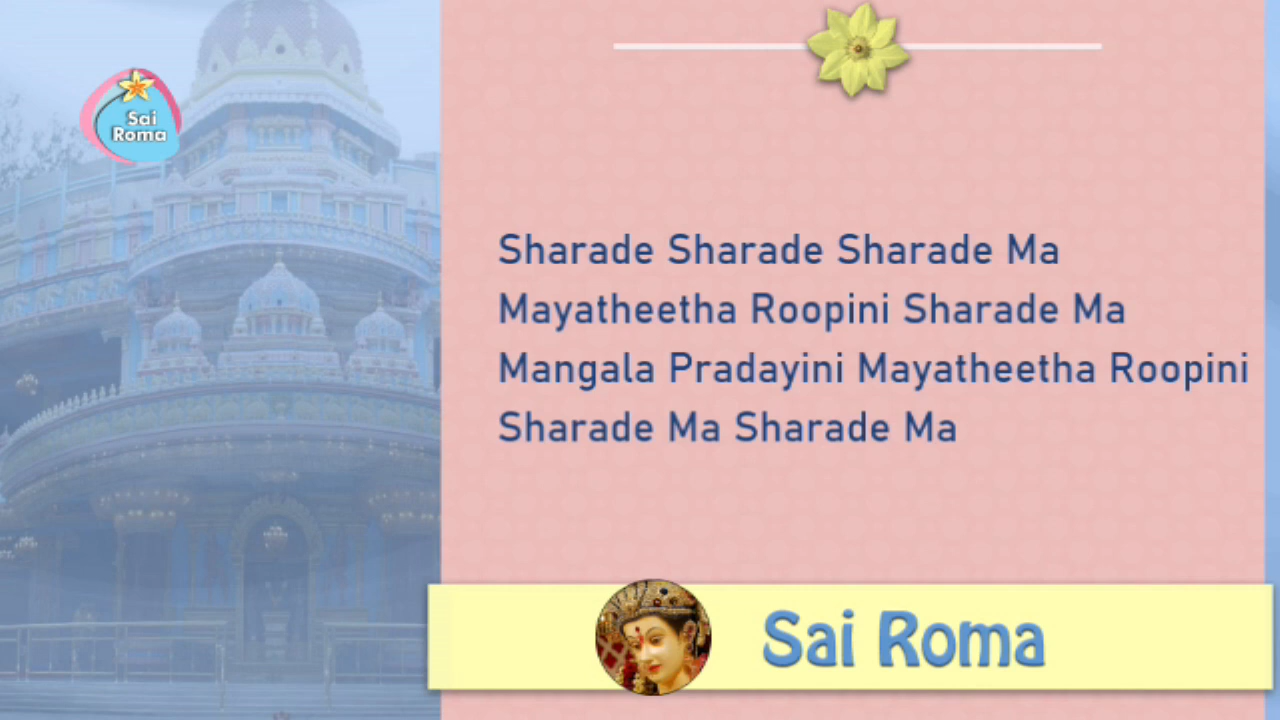 Sai
Roma
Sharade Sharade Sharade Ma
Mayatheetha Roopini Sharade Ma
Mangala Pradayini Mayatheetha Roopini
Sharade Ma Sharade Ma
Sai Roma